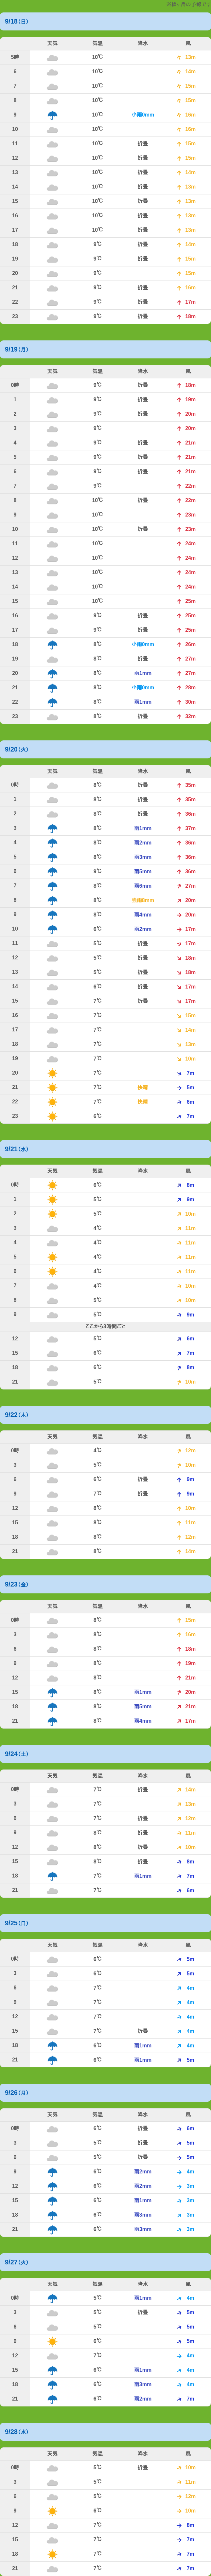 9/18(日)
天気 気温 降水 風
5時 10℃ 13m
6 10℃ 14m
7 10℃ 15m
8 10℃ 15m
9 10℃ 小雨0mm 16m
10 10℃ 16m
11 10℃ 折畳 15m
12 10℃ 折畳 15m
13 10℃ 折畳 14m
14 10℃ 折畳 13m
15 10℃ 折畳 12m
16 10℃ 折畳 13m
17 10℃ 折畳 13m
18 9℃ 折畳 14m
19 9℃ 折畳 15m
20 9℃ 16m
21 9℃ 折畳 16m
22 9℃ 折畳 17m
23 9℃ 折畳 18m
9/19(月)
天気 気温 降水 風
0時 9℃ 折畳 18m
1 9℃ 折畳 19m
2 9℃ 折畳 20m
3 9℃ 20m
4 9℃ 折畳 21m
5 9℃ 折畳 21m
6 9℃ 折畳 21m
7 9℃ 22m
8 10℃ 折畳 22m
9 10℃ 23m
10 10℃ 折畳 23m
11 10℃ 24m
12 10℃ 24m
13 10℃ 24m
14 10℃ 24m
15 10℃ 25m
16 9℃ 折畳 25m
17 9℃ 折畳 25m
18 8℃ 小雨0mm 26m
19 8℃ 折畳 27m
20 8℃ 雨1mm 27m
21 8℃ 小雨0mm 28m
22 8℃ 雨1mm 30m
23 8℃ 折畳 32m
9/20(火)
天気 気温 降水 風
0時 8℃ 折畳 35m
1 8℃ 折畳 35m
2 8℃ 折畳 36m
3 8℃ 雨1mm 37m
4 8℃ 雨2mm 36m
5 8℃ 雨3mm 36m
6 9℃ 雨5mm 36m
7 8℃ 雨6mm 27m
8 8℃ 20m
9 8℃ 雨4mm 20m
10 6℃ 雨2mm 17m
11 5℃ 折畳 17m
12 5℃ 折畳 18m
13 5℃ 折畳 18m
14 6℃ 折畳 17m
15 7℃ 折畳 17m
16 7℃ 15m
17 7℃ 14m
18 7℃ 13m
19 7℃ 10m
20 7℃ 7m
21 7℃ 快燥 5m
22 7℃ 快燥 6m
23 6℃ 7m
9/21(水)
天気 気温 降水 風
0時 6℃ 8m
1 5℃ 9m
2 5℃ 10m
3 4℃ 11m
4 4℃ 11m
5 4℃ 11m
6 4℃ 11m
7 4℃ 10m
8 5℃ 10m
9 5℃ 9m
ここから3時間ごと
12 5℃ 6m
15 6℃ 7m
18 6℃ 8m
21 5℃ 10m
9/22(木)
天気 気温 降水 風
0時 4℃ 12m
3 5℃ 10m
6 6℃ 折畳 9m
9 7℃ 折畳 9m
12 8℃ 10m
15 8℃ 11m
18 8℃ 12m
21 8℃ 14m
9/23(金)
天気 気温 降水 風
0時 8℃ 15m
3 8℃ 16m
6 8℃ 18m
9 8℃ 19m
12 8℃ 21m
15 8℃ 雨1mm 20m
18 8℃ 雨5mm 21m
21 8℃ 雨4mm 17m
9/24(土)
天気 気温 降水 風
0時 7℃ 折畳 14m
3 7℃ 13m
6 7℃ 折畳 12m
9 8℃ 折畳 11m
12 8℃ 折畳 10m
15 8℃ 折畳 8m
18 7℃ 雨1mm 7m
21 7℃ 6m
9/25(日)
天気 気温 降水 風
0時 6℃ 5m
3 6℃ 5m
6 7℃ 4m
9 7℃ 4m
12 7℃ 4m
15 7℃ 折畳 4m
18 6℃ 雨1mm 4m
21 6℃ 雨1mm 5m
9/26(月)
天気 気温 降水 風
0時 6℃ 折畳 6m
3 5℃ 折畳 5m
6 5℃ 折畳 5m
9 6℃ 雨2mm 4m
12 6℃ 雨2mm 3m
15 6℃ 雨1mm 3m
18 6℃ 雨3mm 3m
21 6℃ 雨3mm 3m
9/27(火)
天気 気温 降水 風
0時 5℃ 雨1mm 4m
3 5℃ 折畳 5m
6 5℃ 5m
9 6℃ 5m
12 7℃ 4m
15 6℃ 雨1mm 4m
18 6℃ 雨3mm 4m
21 6℃ 雨2mm 7m
9/28(水)
天気 気温 降水 風
0時 5℃ 折畳 10m
3 5℃ 11m
6 5℃ 12m
9 6℃ 10m
12 7℃ 8m
15 7℃ 7m
18 7℃ 7m
21 7℃ 7m